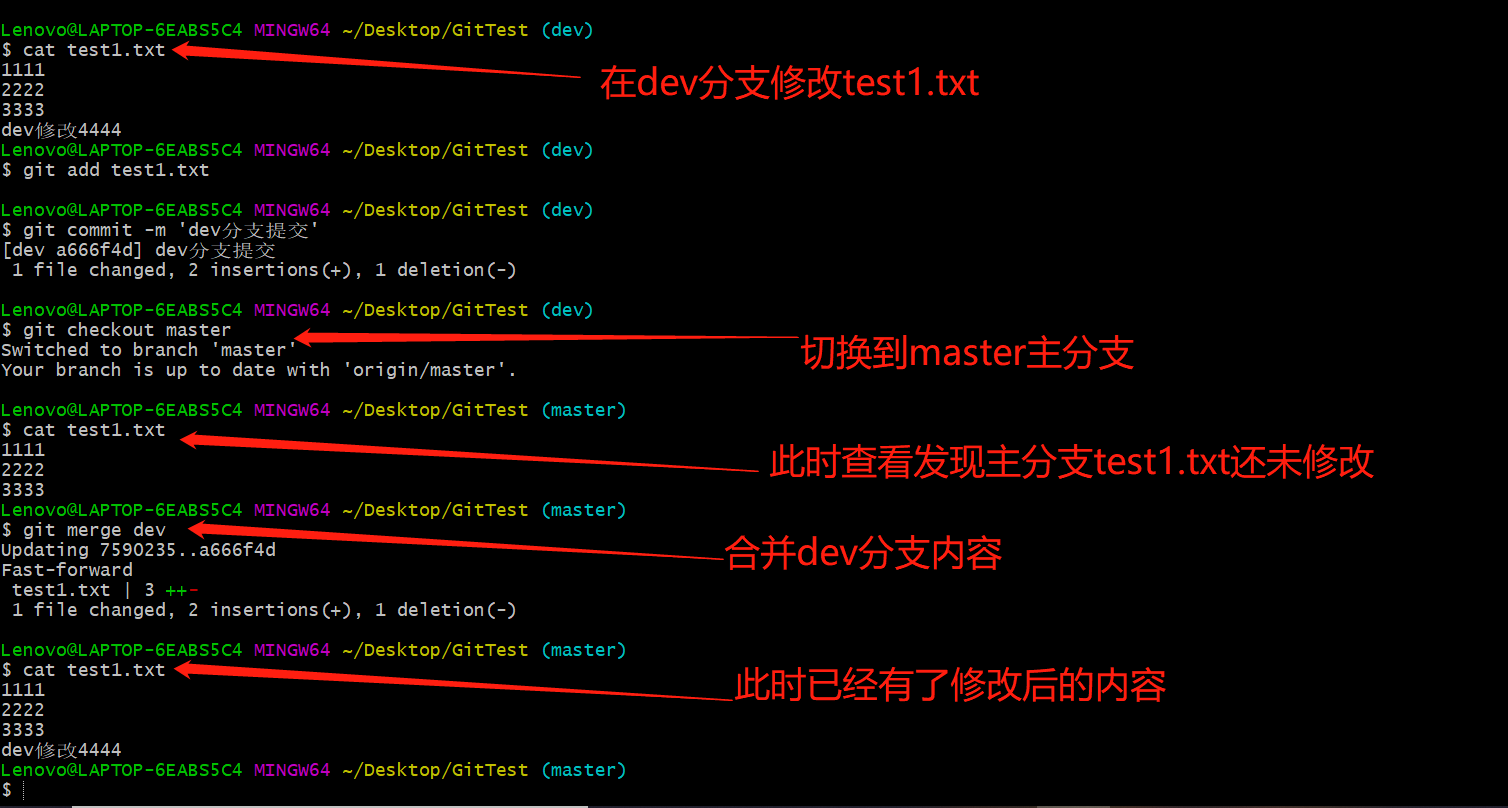 Lenovo@LAPTOP-6EABS5C4 MINGW64 ~/Desktop/GitTest (dev)
$ cat test1.txt
在dev分支修改test1.txt
1111
2222
3333
dev修改4444
Lenovo@LAPTOP-6EABS5C4 MINGW64 ~/Desktop/GitTest (dev)
$ git add test1.txt
Lenovo@LAPTOP-6EABS5C4 MINGW64 ~/Desktop/GitTest (dev)
$ git commit -m 'dev分支提交'
[dev a666f4d] dev分支提交
1 file changed, 2 insertions(+), 1 deletion(-)
Lenovo@LAPTOP-6EABS5C4 MINGW64 ~/Desktop/GitTest (dev)
$ git checkout master
Switched to branch 'master'
切换到master主分支
Your branch is up to date with 'origin/master'.
Lenovo@LAPTOP-6EABS5C4 MINGW64 ~/Desktop/GitTest (master)
$ cat test1.txt
1111
此时查看发现主分支test1.txt还未修改
2222
3333
Lenovo@LAPTOP-6EABS5C4 MINGW64 ~/Desktop/GitTest (master)
$ git merge dev
Updating 7590235..a666f4d
合并dev分支内容
Fast-forward
test1.txt | 3 ++-
1 file changed, 2 insertions(+), 1 deletion(-)
Lenovo@LAPTOP-6EABS5C4 MINGW64 ~/Desktop/GitTest (master)
$ cat test1.txt
此时已经有了修改后的内容
1111
2222
3333
dev修改4444
Lenovo@LAPTOP-6EABS5C4 MINGW64 ~/Desktop/GitTest (master)
$